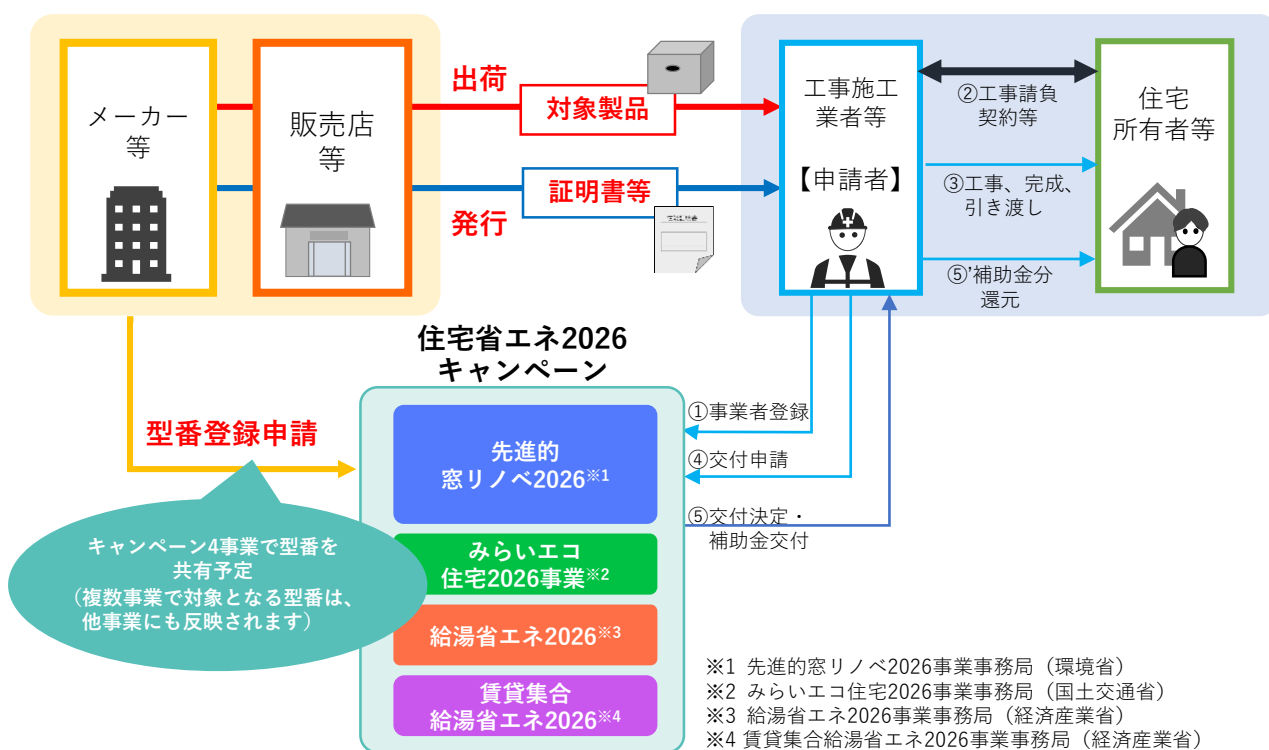 メーカー
等
販売店
等
出荷
対象製品
発行
証明書等
工事施工
業者等
【申請者】
②工事請負
契約等
③工事、完成、
引き渡し
⑤’補助金分
還元
住宅
所有者等
型番登録申請
キャンペーン4事業で型番を
共有予定
(複数事業で対象となる型番は、
他事業にも反映されます)
住宅省エネ2026
キャンペーン
先進的
窓リノベ2026※1
みらいエコ
住宅2026事業※2
給湯省エネ2026※3
賃貸集合
給湯省エネ2026※4
①事業者登録
④交付申請
⑤交付決定・
補助金交付
※1 先進的窓リノベ2026事業事務局（環境省）
※2 みらいエコ住宅2026事業事務局（国土交通省）
※3 給湯省エネ2026事業事務局（経済産業省）
※4 賃貸集合給湯省エネ2026事業事務局（経済産業省）